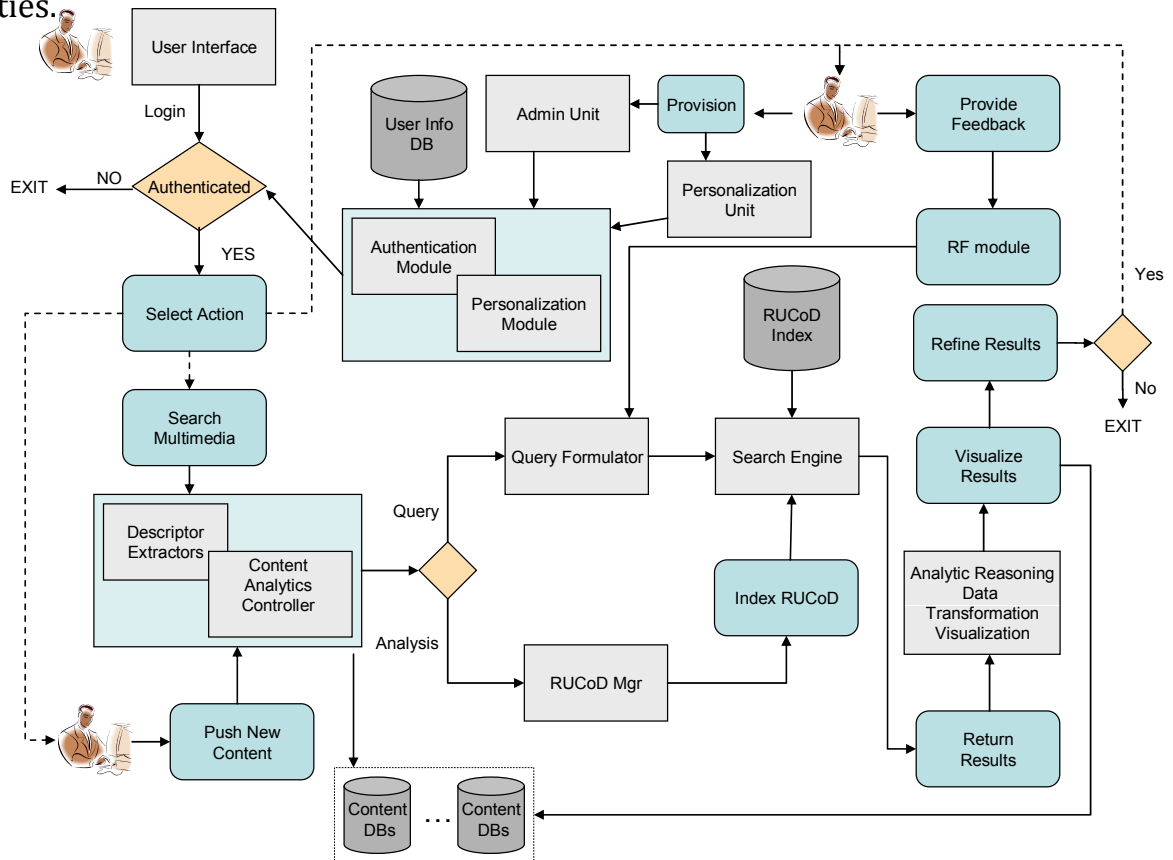 ties.
User Interface
Login
Authenticated
NO
EXIT
YES
Select Action
Search
Multimedia
Descriptor
Extractors
Content
Analytics
Controller
Push New
Content
User Info
DB
Admin Unit
Provision
Personalization
Unit
Authentication
Module
Personalization
Module
Provide
Feedback
RF module
RUCoD
Index
Refine Results
Yes
No
EXIT
Query
Analysis
Query Formulator
Search Engine
Visualize
Results
Index RUCoD
Analytic Reasoning
Data
Transformation
Visualization
RUCoD Mgr
Return
Results
Content
DBs
...
Content
DBs